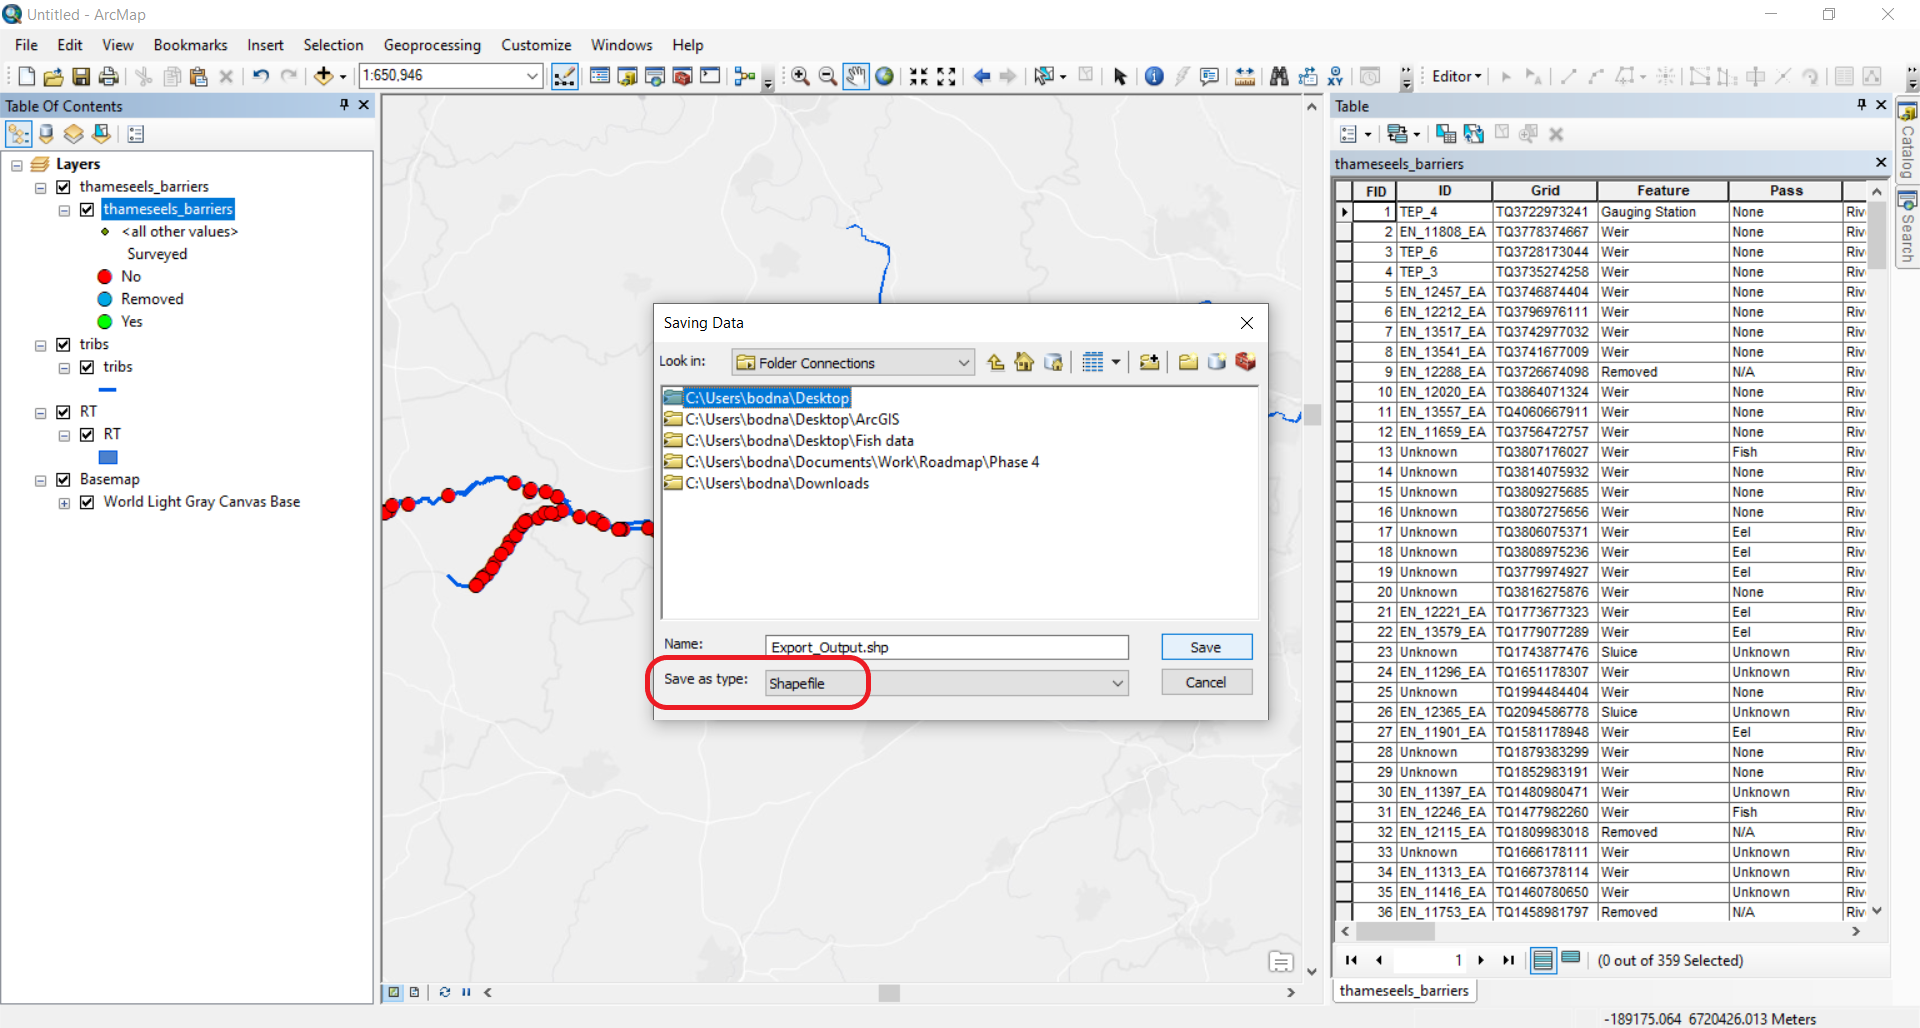 Untitled - ArcMap
File Edit View Bookmarks Insert Selection Geoprocessing Customize Windows Help
1:650,946
Editor
Table Of Contents
Layers
thameseels_barriers
thameseels_barriers
<all other values>
Surveyed
No
Removed
Yes
tribs
tribs
RT
RT
Basemap
World Light Gray Canvas Base
Saving Data
Look in: Folder Connections
C:\Users\bodna\Desktop
C:\Users\bodna\Desktop\ArcGIS
C:\Users\bodna\Desktop\Fish data
C:\Users\bodna\Documents\Work\Roadmap\Phase 4
C:\Users\bodna\Downloads
Name: Export_Output.shp Save
Save as type: Shapefile Cancel
Table
thameseels_barriers
FID ID Grid Feature Pass
1 TEP_4 TQ3722973241 Gauging Station None Riv
2 EN_11808_EA TQ3778374667 Weir None Riv
3 TEP_6 TQ3728173044 Weir None Riv
4 TEP_3 TQ3735274258 Weir None Riv
5 EN_12457_EA TQ3746874404 Weir None Riv
6 EN_12212_EA TQ3796976111 Weir None Riv
7 EN_13517_EA TQ3742977032 Weir None Riv
8 EN_13541_EA TQ3741677009 Weir None Riv
9 EN_12288_EA TQ3726674098 Removed N/A Riv
10 EN_12020_EA TQ3864071324 Weir None Riv
11 EN_13557_EA TQ4060667911 Weir None Riv
12 EN_11659_EA TQ3756472757 Weir None Riv
13 Unknown TQ3807176027 Weir Fish Riv
14 Unknown TQ3814075932 Weir None Riv
15 Unknown TQ3809275685 Weir None Riv
16 Unknown TQ3807275656 Weir None Riv
17 Unknown TQ3806075371 Weir Eel Riv
18 Unknown TQ3808975236 Weir Eel Riv
19 Unknown TQ3779974927 Weir Eel Riv
20 Unknown TQ3816275876 Weir None Riv
21 EN_12221_EA TQ1773677323 Weir Eel Riv
22 EN_13579_EA TQ1779077289 Weir Eel Riv
23 Unknown TQ1743877476 Sluice Unknown Riv
24 EN_11296_EA TQ1651178307 Weir Unknown Riv
25 Unknown TQ1994484404 Weir None Riv
26 EN_12365_EA TQ2094586778 Sluice Unknown Riv
27 EN_11901_EA TQ1581178948 Weir Eel Riv
28 Unknown TQ1879383299 Weir None Riv
29 Unknown TQ1852983191 Weir None Riv
30 EN_11397_EA TQ1480980471 Weir Unknown Riv
31 EN_12246_EA TQ1477982260 Weir Fish Riv
32 EN_12115_EA TQ1809983018 Removed N/A Riv
33 Unknown TQ1666178111 Weir Unknown Riv
34 EN_11313_EA TQ1667378114 Weir Unknown Riv
35 EN_11416_EA TQ1460780650 Weir Unknown Riv
36 EN_11753_EA TQ1458981797 Removed N/A Riv
1 (0 out of 359 Selected)
thameseels_barriers
Catalog
Search
-189175.064 6720426.013 Meters